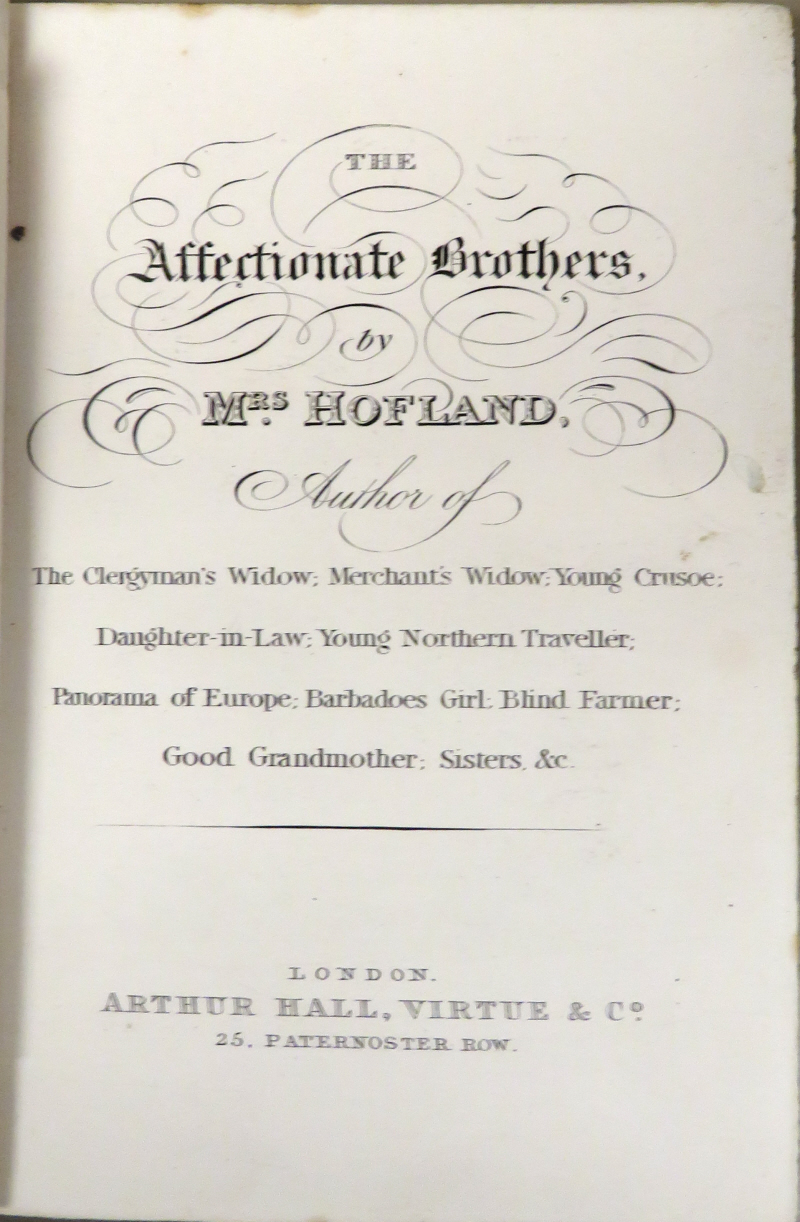 THE
Affectionate Brothers,
by
MRS HOFLAND,
Author of
The Clergyman's Widow; Merchant's Widow; Young Crusoe;
Daughter-in-Law; Young Northern Traveller;
Panorama of Europe; Barbadoes Girl; Blind Farmer;
Good Grandmother; Sisters, &c.
LONDON.
ARTHUR HALL, VIRTUE & Co.
25, PATERNOSTER ROW.